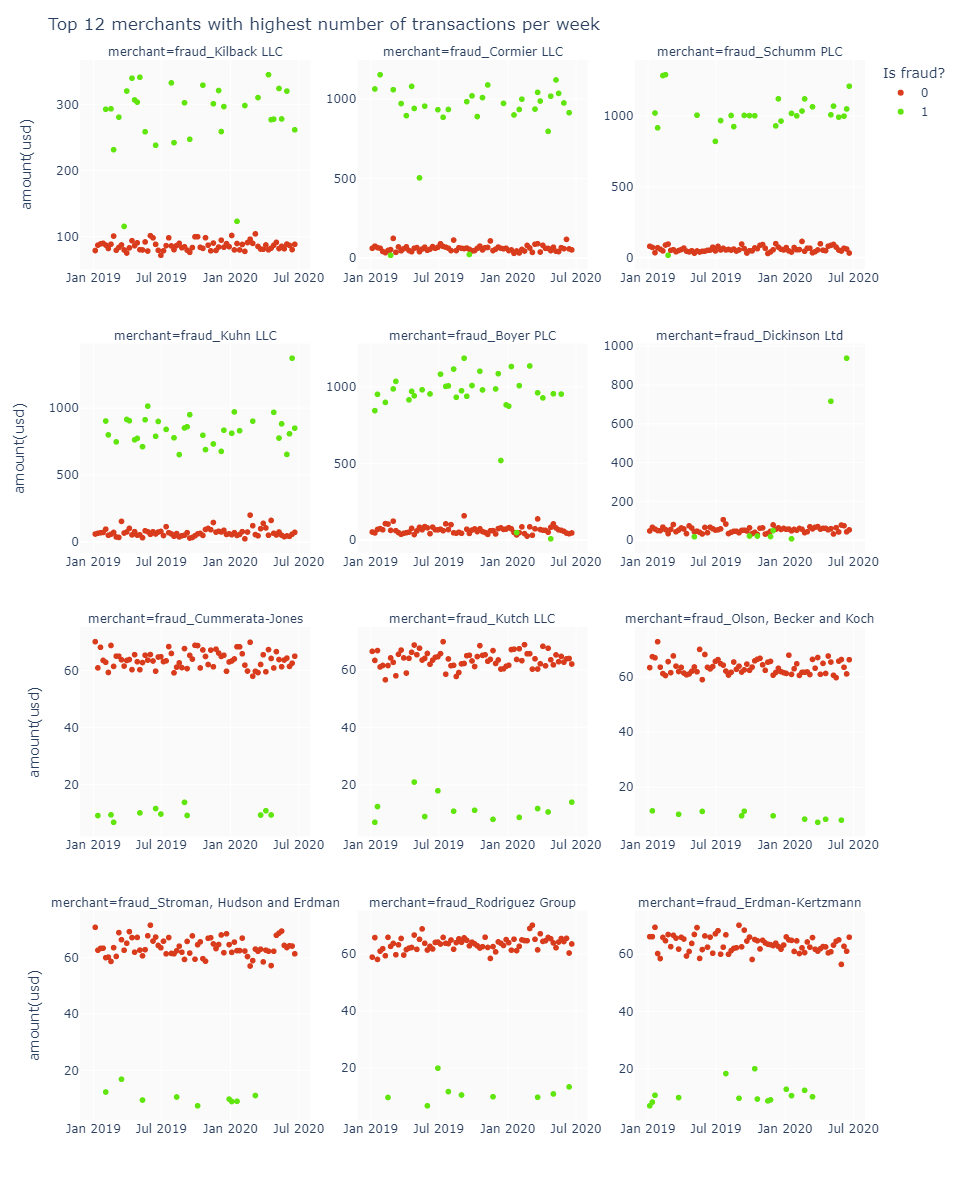 Top 12 merchants with highest number of transactions per week
merchant=fraud_Kilback LLC
merchant=fraud_Cormier LLC
merchant=fraud_Schumm PLC
Is fraud?
0
1
amount(usd)
300
200
100
1000
500
0
1000
500
0
Jan 2019 Jul 2019 Jan 2020 Jul 2020
Jan 2019 Jul 2019 Jan 2020 Jul 2020
Jan 2019 Jul 2019 Jan 2020 Jul 2020
merchant=fraud_Kuhn LLC
merchant=fraud_Boyer PLC
merchant=fraud_Dickinson Ltd
amount(usd)
1000
500
0
1000
500
0
1000
800
600
400
200
0
Jan 2019 Jul 2019 Jan 2020 Jul 2020
Jan 2019 Jul 2019 Jan 2020 Jul 2020
Jan 2019 Jul 2019 Jan 2020 Jul 2020
merchant=fraud_Cummerata-Jones
merchant=fraud_Kutch LLC
merchant=fraud_Olson, Becker and Koch
amount(usd)
60
40
20
60
40
20
60
40
20
Jan 2019 Jul 2019 Jan 2020 Jul 2020
Jan 2019 Jul 2019 Jan 2020 Jul 2020
Jan 2019 Jul 2019 Jan 2020 Jul 2020
merchant=fraud_Stroman, Hudson and Erdman
merchant=fraud_Rodriguez Group
merchant=fraud_Erdman-Kertzmann
amount(usd)
60
40
20
60
40
20
60
40
20
Jan 2019 Jul 2019 Jan 2020 Jul 2020
Jan 2019 Jul 2019 Jan 2020 Jul 2020
Jan 2019 Jul 2019 Jan 2020 Jul 2020